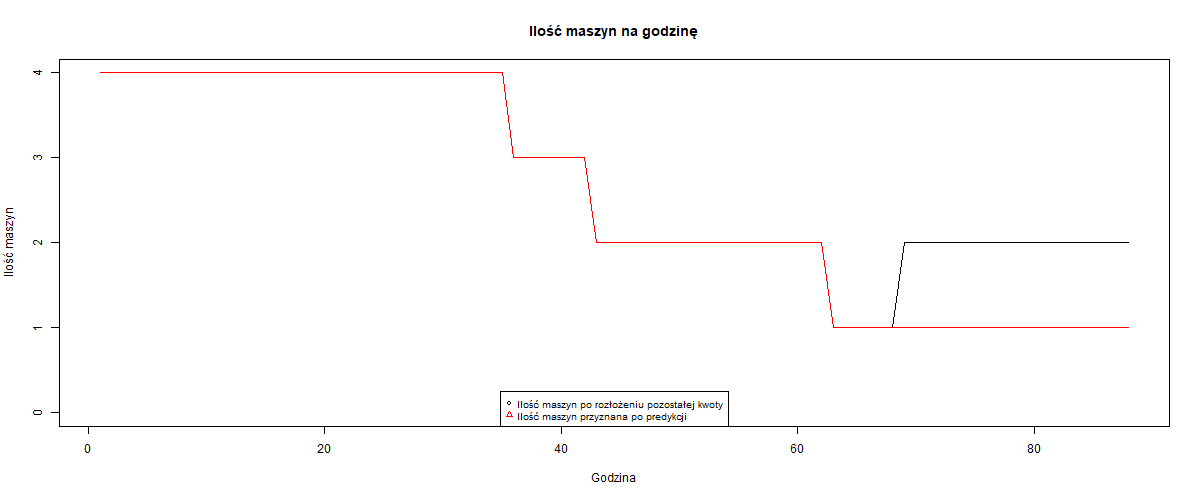 Ilość maszyn na godzinę
Ilość maszyn
4
3
2
1
0
Ilość maszyn po rozłożeniu pozostałej kwoty
Ilość maszyn przyznana po predykcji
0 20 40 60 80
Godzina